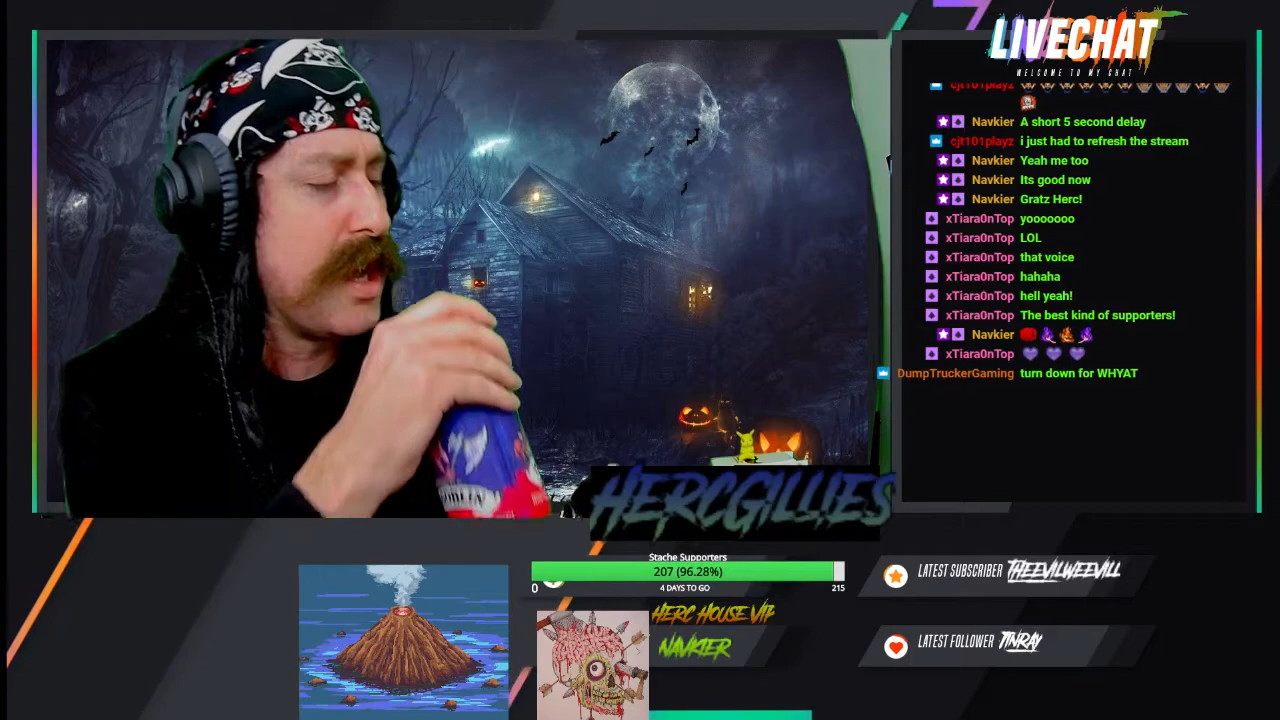 LIVECHAT
WELCOME TO MY CHAT
cjt101playz
Navkier A short 5 second delay
cjt101playz i just had to refresh the stream
Navkier Yeah me too
Navkier Its good now
Navkier Gratz Herc!
xTiara0nTop yooooooo
xTiara0nTop LOL
xTiara0nTop that voice
xTiara0nTop hahaha
xTiara0nTop hell yeah!
xTiara0nTop The best kind of supporters!
Navkier
xTiara0nTop
DumpTruckerGaming turn down for WHYAT
HERCGILLIES
Stache Supporters
207 (96.28%)
0 4 DAYS TO GO 215
HERC HOUSE VIP
NAVKIER
LATEST SUBSCRIBER THEEVILWEEVILL
LATEST FOLLOWER TINRAY